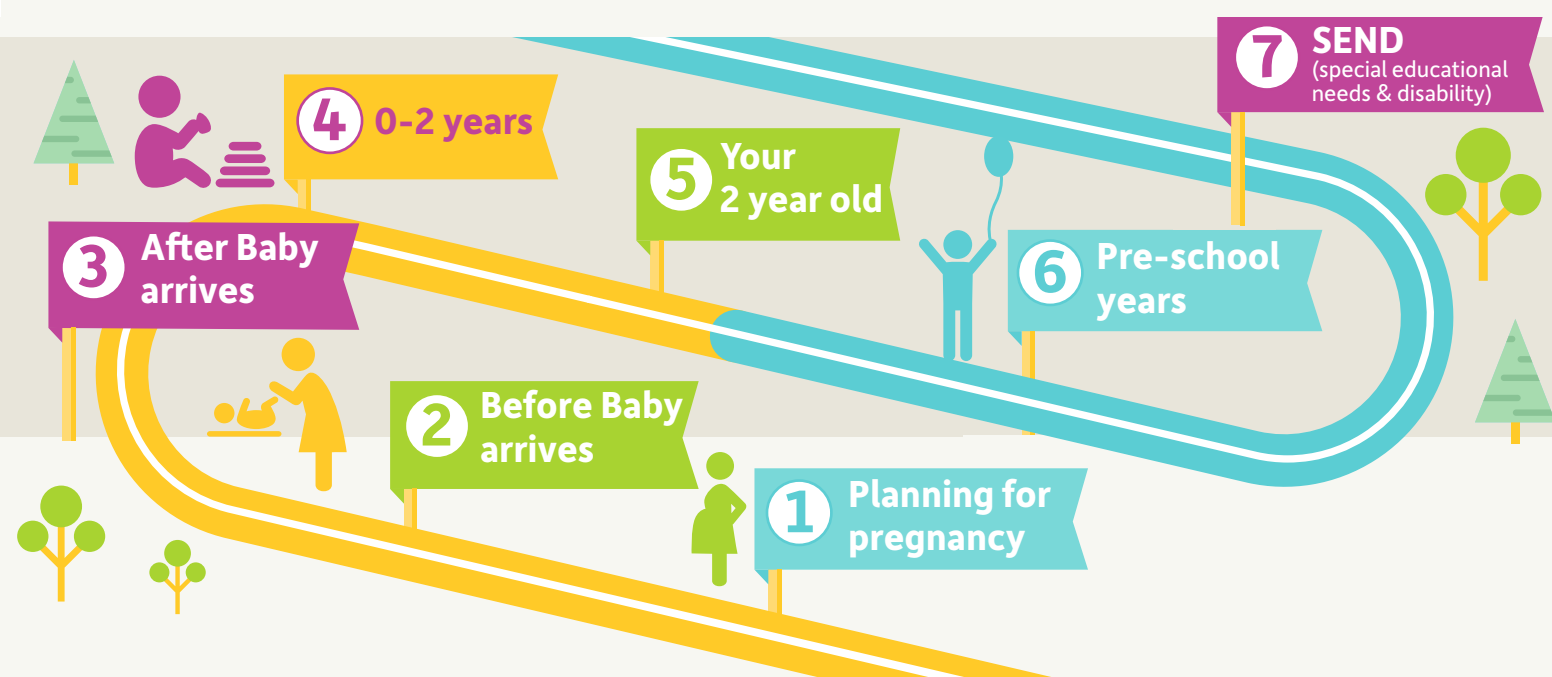 7
SEND
(special educational
needs & disability)
4
0-2 years
5
Your
2 year old
3
After Baby
arrives
6
Pre-school
years
2
Before Baby
arrives
1
Planning for
pregnancy